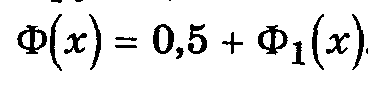 Φ(x) = 0,5 + Φ₁(x).